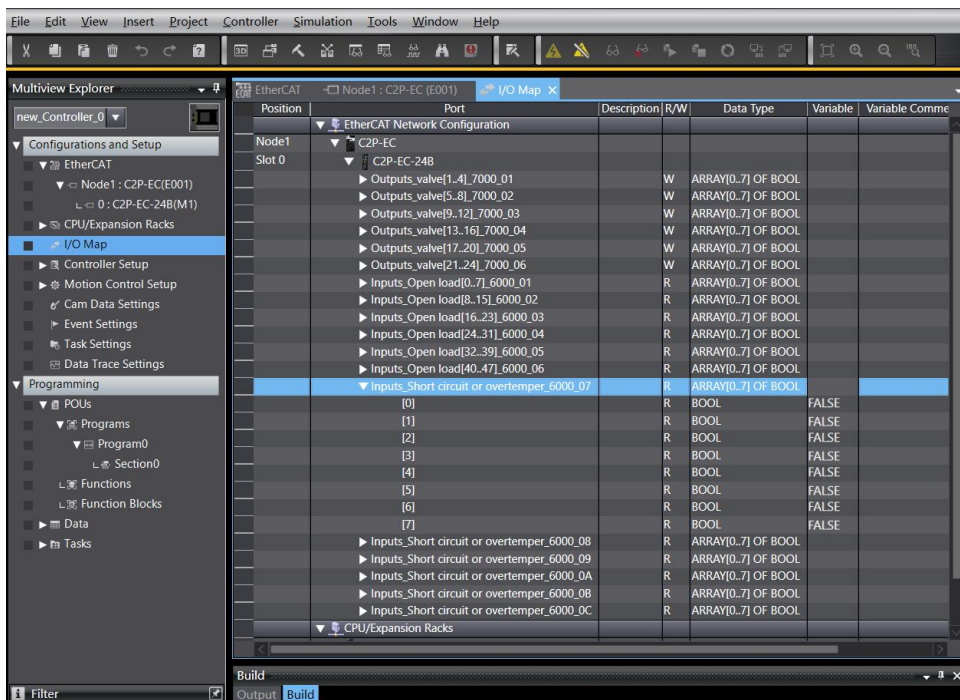 File Edit View Insert Project Controller Simulation Tools Window Help
3D
Multiview Explorer
EtherCAT Node1 : C2P-EC (E001) I/O Map
new_Controller_0
Position Port Description R/W Data Type Variable Variable Comme
Configurations and Setup
EtherCAT
Node1 : C2P-EC(E001)
0 : C2P-EC-24B(M1)
CPU/Expansion Racks
I/O Map
Controller Setup
Motion Control Setup
Cam Data Settings
Event Settings
Task Settings
Data Trace Settings
Programming
POUs
Programs
Program0
Section0
Functions
Function Blocks
Data
Tasks
Filter
EtherCAT Network Configuration
Node1 C2P-EC
Slot 0 C2P-EC-24B
Outputs_valve[1..4]_7000_01 W ARRAY[0..7] OF BOOL
Outputs_valve[5..8]_7000_02 W ARRAY[0..7] OF BOOL
Outputs_valve[9..12]_7000_03 W ARRAY[0..7] OF BOOL
Outputs_valve[13..16]_7000_04 W ARRAY[0..7] OF BOOL
Outputs_valve[17..20]_7000_05 W ARRAY[0..7] OF BOOL
Outputs_valve[21..24]_7000_06 W ARRAY[0..7] OF BOOL
Inputs_Open load[0..7]_6000_01 R ARRAY[0..7] OF BOOL
Inputs_Open load[8..15]_6000_02 R ARRAY[0..7] OF BOOL
Inputs_Open load[16..23]_6000_03 R ARRAY[0..7] OF BOOL
Inputs_Open load[24..31]_6000_04 R ARRAY[0..7] OF BOOL
Inputs_Open load[32..39]_6000_05 R ARRAY[0..7] OF BOOL
Inputs_Open load[40..47]_6000_06 R ARRAY[0..7] OF BOOL
Inputs_Short circuit or overtemper_6000_07 R ARRAY[0..7] OF BOOL
[0] R BOOL FALSE
[1] R BOOL FALSE
[2] R BOOL FALSE
[3] R BOOL FALSE
[4] R BOOL FALSE
[5] R BOOL FALSE
[6] R BOOL FALSE
[7] R BOOL FALSE
Inputs_Short circuit or overtemper_6000_08 R ARRAY[0..7] OF BOOL
Inputs_Short circuit or overtemper_6000_09 R ARRAY[0..7] OF BOOL
Inputs_Short circuit or overtemper_6000_0A R ARRAY[0..7] OF BOOL
Inputs_Short circuit or overtemper_6000_0B R ARRAY[0..7] OF BOOL
Inputs_Short circuit or overtemper_6000_0C R ARRAY[0..7] OF BOOL
CPU/Expansion Racks
Build
Output Build